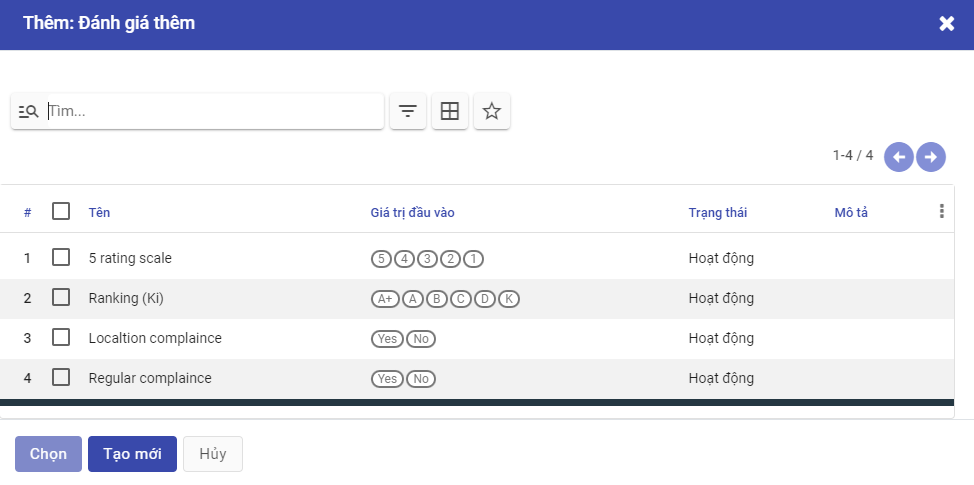 Thêm: Đánh giá thêm
Tìm...
1-4 / 4
# Tên Giá trị đầu vào Trạng thái Mô tả
1 5 rating scale 5 4 3 2 1 Hoạt động
2 Ranking (Ki) A+ A B C D K Hoạt động
3 Localtion complaince Yes No Hoạt động
4 Regular complaince Yes No Hoạt động
Chọn Tạo mới Hủy